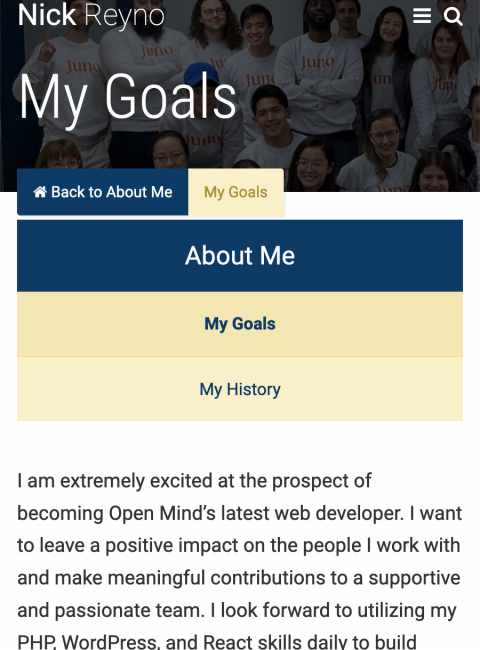 Nick Reyno
Juno
Juno
Juno
Juno
Juno
My Goals
Juno
Juno
Back to About Me
My Goals
About Me
My Goals
My History
I am extremely excited at the prospect of
becoming Open Mind’s latest web developer. I want
to leave a positive impact on the people I work with
and make meaningful contributions to a supportive
and passionate team. I look forward to utilizing my
PHP, WordPress, and React skills daily to build